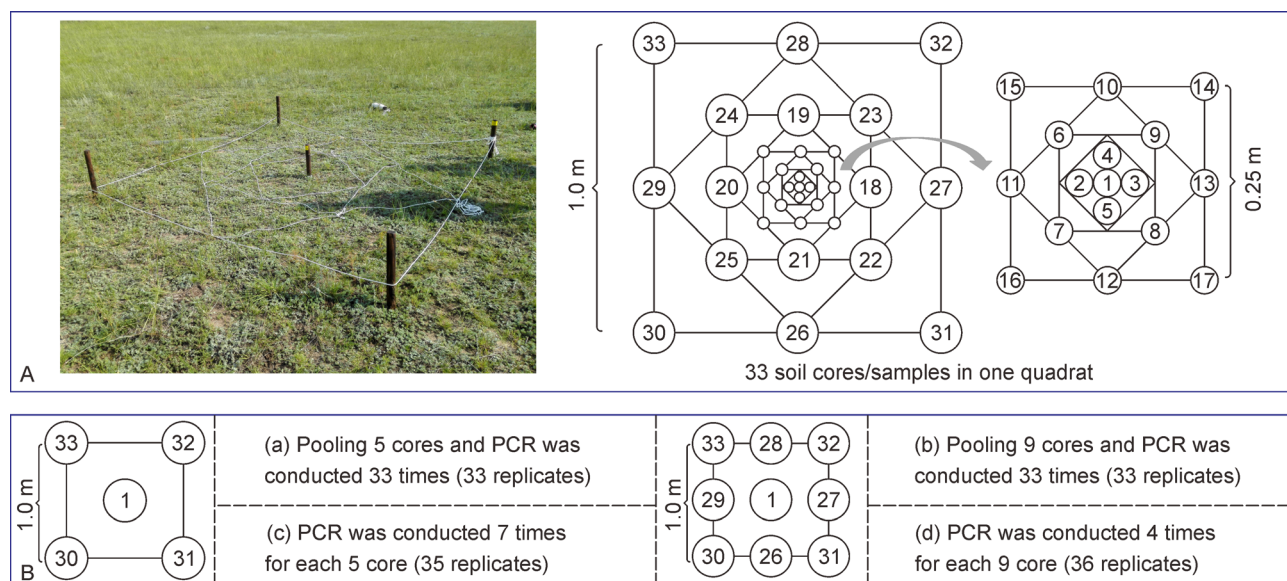 33 28 32
24 19 23
29 20 18 27
25 21 22
30 26 31
1.0 m
15 10 14
6 9
4
11 2 1 3 13
5
7 8
16 12 17
0.25 m
A
33 soil cores/samples in one quadrat
33 32
1
30 31
1.0 m
B
(a) Pooling 5 cores and PCR was
conducted 33 times (33 replicates)
(c) PCR was conducted 7 times
for each 5 core (35 replicates)
33 28 32
29 1 27
30 26 31
1.0 m
(b) Pooling 9 cores and PCR was
conducted 33 times (33 replicates)
(d) PCR was conducted 4 times
for each 9 core (36 replicates)